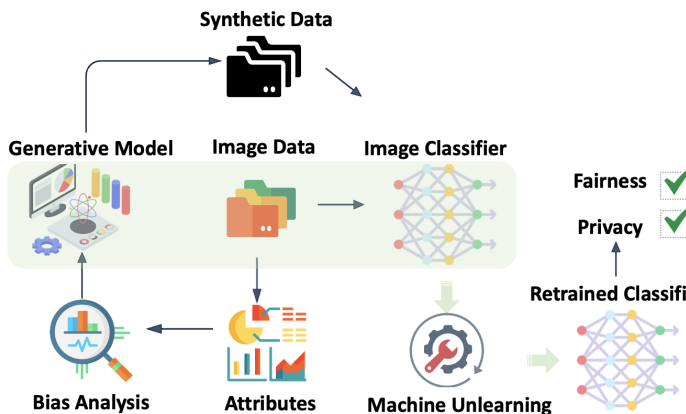 Synthetic Data
Generative Model
Image Data
Image Classifier
Fairness
Privacy
Retrained Classifi
Bias Analysis
Attributes
Machine Unlearning